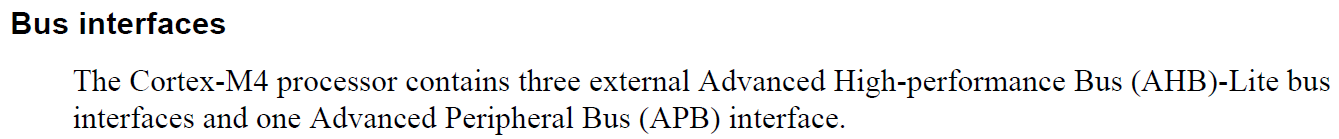 Bus interfaces
The Cortex-M4 processor contains three external Advanced High-performance Bus (AHB)-Lite bus
interfaces and one Advanced Peripheral Bus (APB) interface.